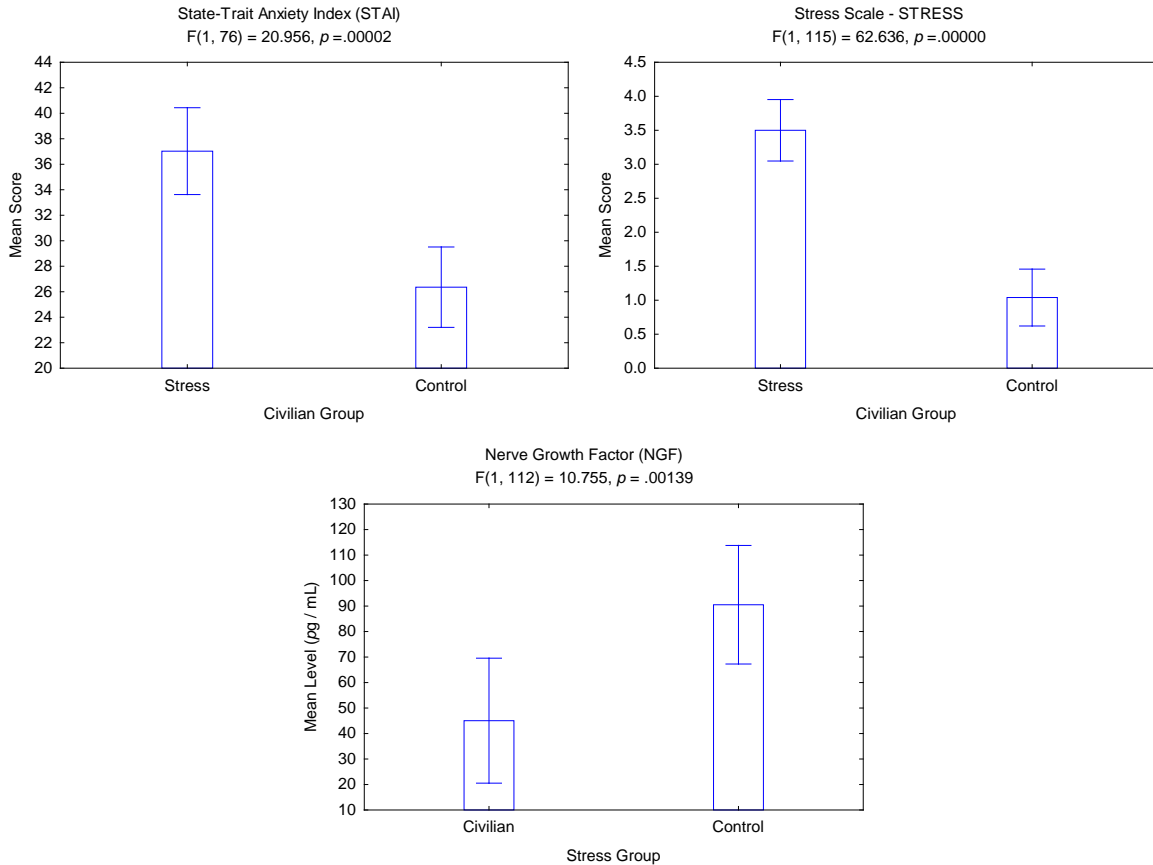 State-Trait Anxiety Index (STAI)
F(1, 76) = 20.956, p =.00002
44
42
40
38
36
34
32
30
28
26
24
22
20
Mean Score
Stress
Control
Civilian Group
Stress Scale - STRESS
F(1, 115) = 62.636, p =.00000
4.5
4.0
3.5
3.0
2.5
2.0
1.5
1.0
0.5
0.0
Mean Score
Stress
Control
Civilian Group
Nerve Growth Factor (NGF)
F(1, 112) = 10.755, p = .00139
130
120
110
100
90
80
70
60
50
40
30
20
10
Mean Level (pg / mL)
Civilian
Control
Stress Group